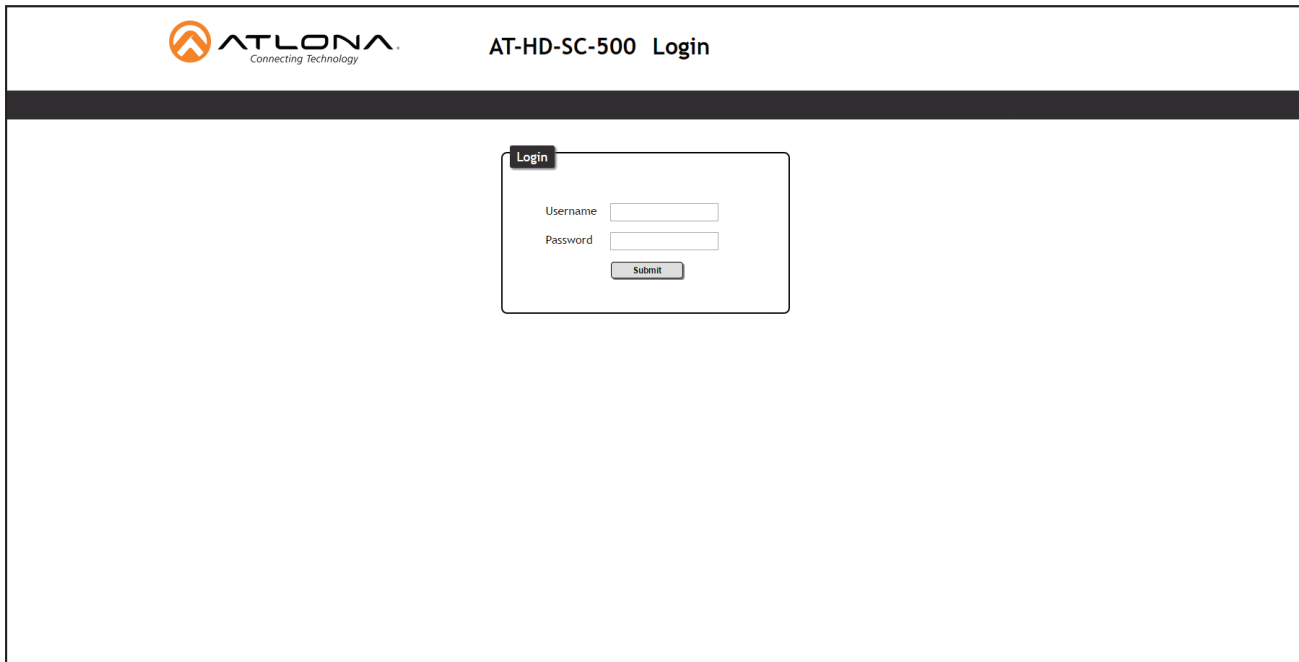 ATLONA.
Connecting Technology
AT-HD-SC-500 Login
Login
Username
Password
Submit